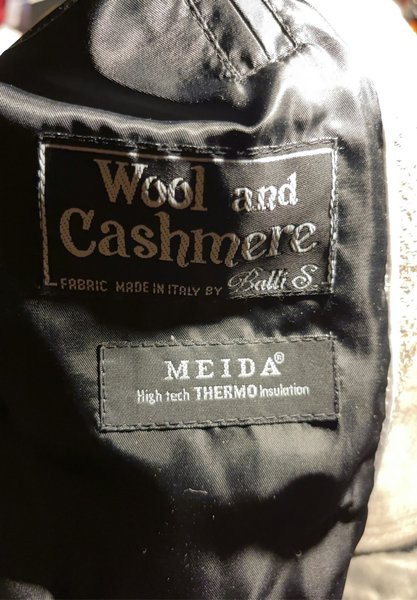 Wool and
Cashmere
FABRIC MADE IN ITALY BY Balli S.
MEIDA®
High tech THERMO Insulation